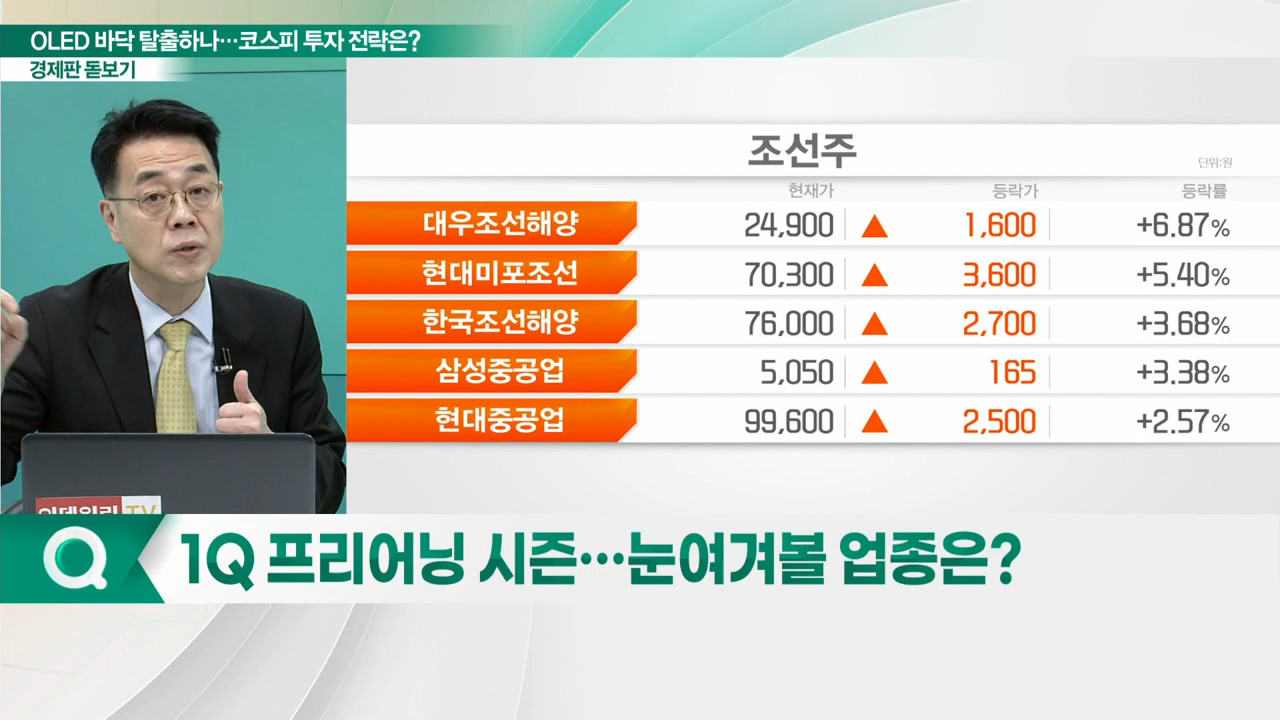 OLED 바닥 탈출하나…코스피 투자 전략은?
경제판 돋보기
조선주
단위:원
현재가 등락가 등락률
대우조선해양 24,900 ▲ 1,600 +6.87%
현대미포조선 70,300 ▲ 3,600 +5.40%
한국조선해양 76,000 ▲ 2,700 +3.68%
삼성중공업 5,050 ▲ 165 +3.38%
현대중공업 99,600 ▲ 2,500 +2.57%
이데일리 TV
Q 1Q 프리어닝 시즌…눈여겨볼 업종은?